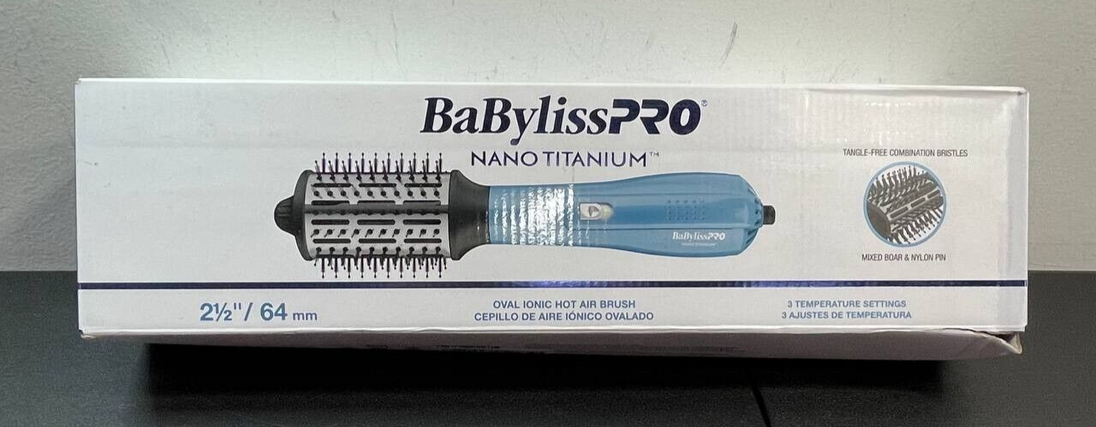 BaBylissPRO®
NANO TITANIUM™
TANGLE-FREE COMBINATION BRISTLES
BaBylissPRO
MIXED BOAR & NYLON PIN
2½"/ 64 mm
OVAL IONIC HOT AIR BRUSH
CEPILLO DE AIRE IÓNICO OVALADO
3 TEMPERATURE SETTINGS
3 AJUSTES DE TEMPERATURA